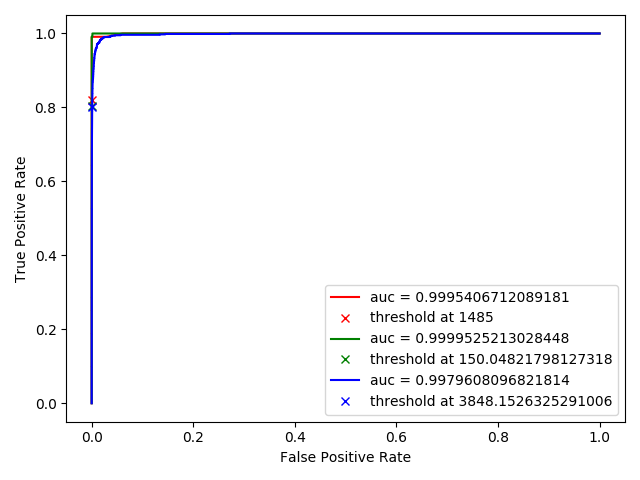 1.0
0.8
0.6
0.4
0.2
0.0
True Positive Rate
auc = 0.9995406712089181
threshold at 1485
auc = 0.9999525213028448
threshold at 150.04821798127318
auc = 0.9979608096821814
threshold at 3848.1526325291006
0.0 0.2 0.4 0.6 0.8 1.0
False Positive Rate